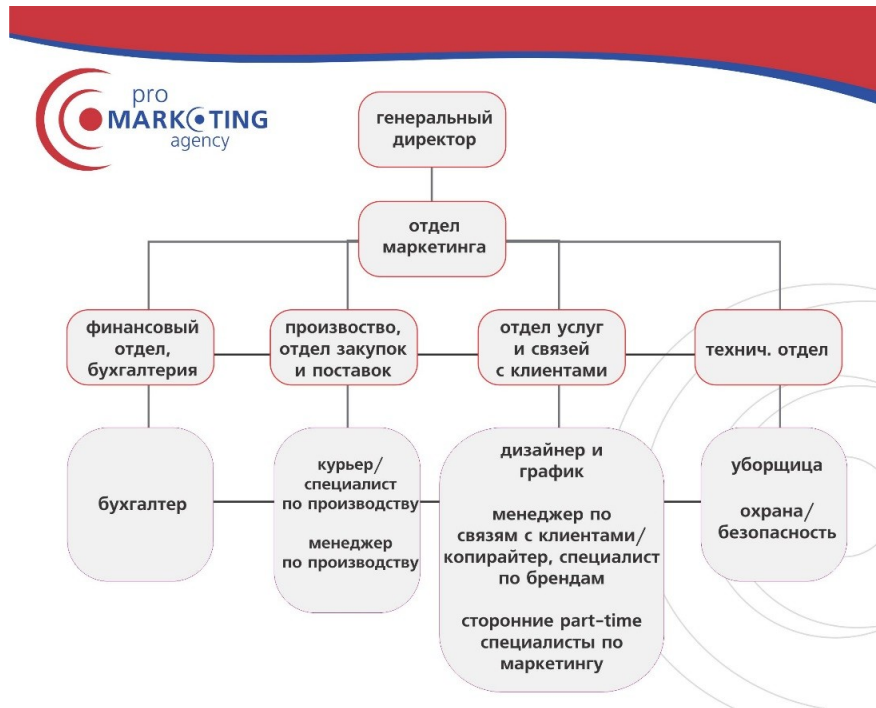 pro
MARKETING
agency
генеральный
директор
отдел
маркетинга
финансовый
отдел,
бухгалтерия
произвоство,
отдел закупок
и поставок
отдел услуг
и связей
с клиентами
технич. отдел
бухгалтер
курьер/
специалист
по производству
менеджер
по производству
дизайнер и
график
менеджер по
связям с клиентами/
копирайтер, специалист
по брендам
сторонние part-time
специалисты по
маркетингу
уборщица
охрана/
безопасность